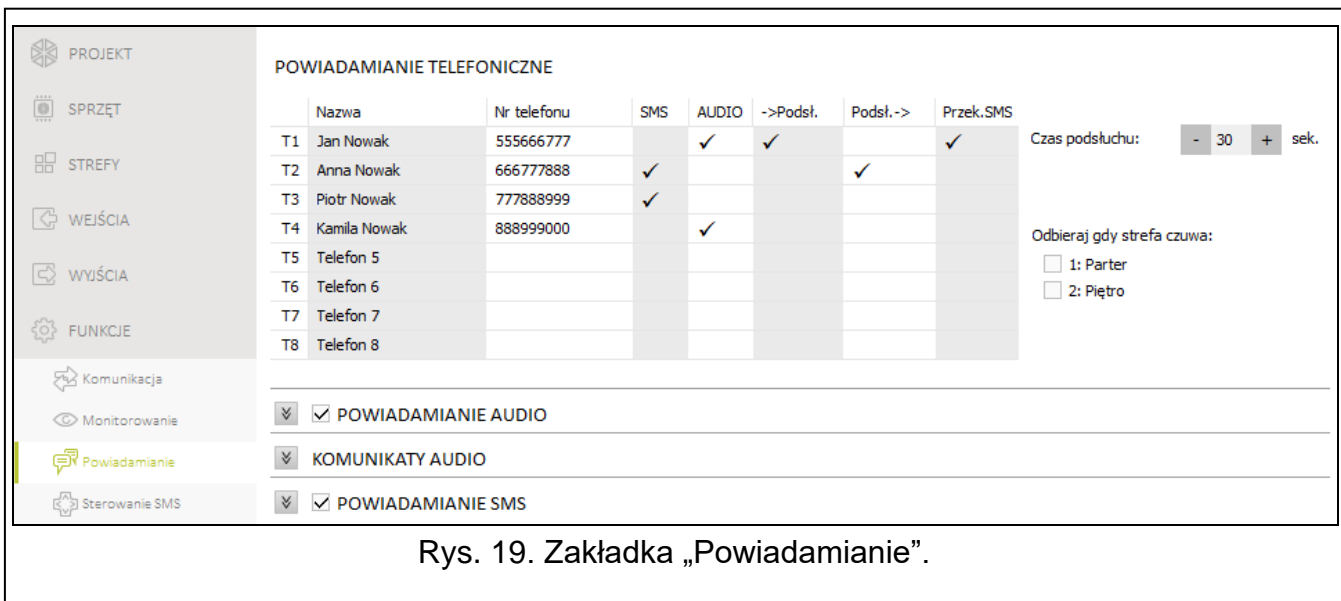 PROJEKT
SPRZĘT
STREFY
WEJŚCIA
WYJŚCIA
FUNKCJE
Komunikacja
Monitorowanie
Powiadamianie
Sterowanie SMS
POWIADAMIANIE TELEFONICZNE
Nazwa Nr telefonu SMS AUDIO ->Podsł. Podsł.-> Przek.SMS
T1 Jan Nowak 555666777 ✓ ✓ ✓
T2 Anna Nowak 666777888 ✓ ✓
T3 Piotr Nowak 777888999 ✓
T4 Kamila Nowak 888999000 ✓
T5 Telefon 5
T6 Telefon 6
T7 Telefon 7
T8 Telefon 8
Czas podsłuchu: - 30 + sek.
Odbieraj gdy strefa czuwa:
1: Parter
2: Piętro
POWIADAMIANIE AUDIO
KOMUNIKATY AUDIO
POWIADAMIANIE SMS
Rys. 19. Zakładka „Powiadamianie”.